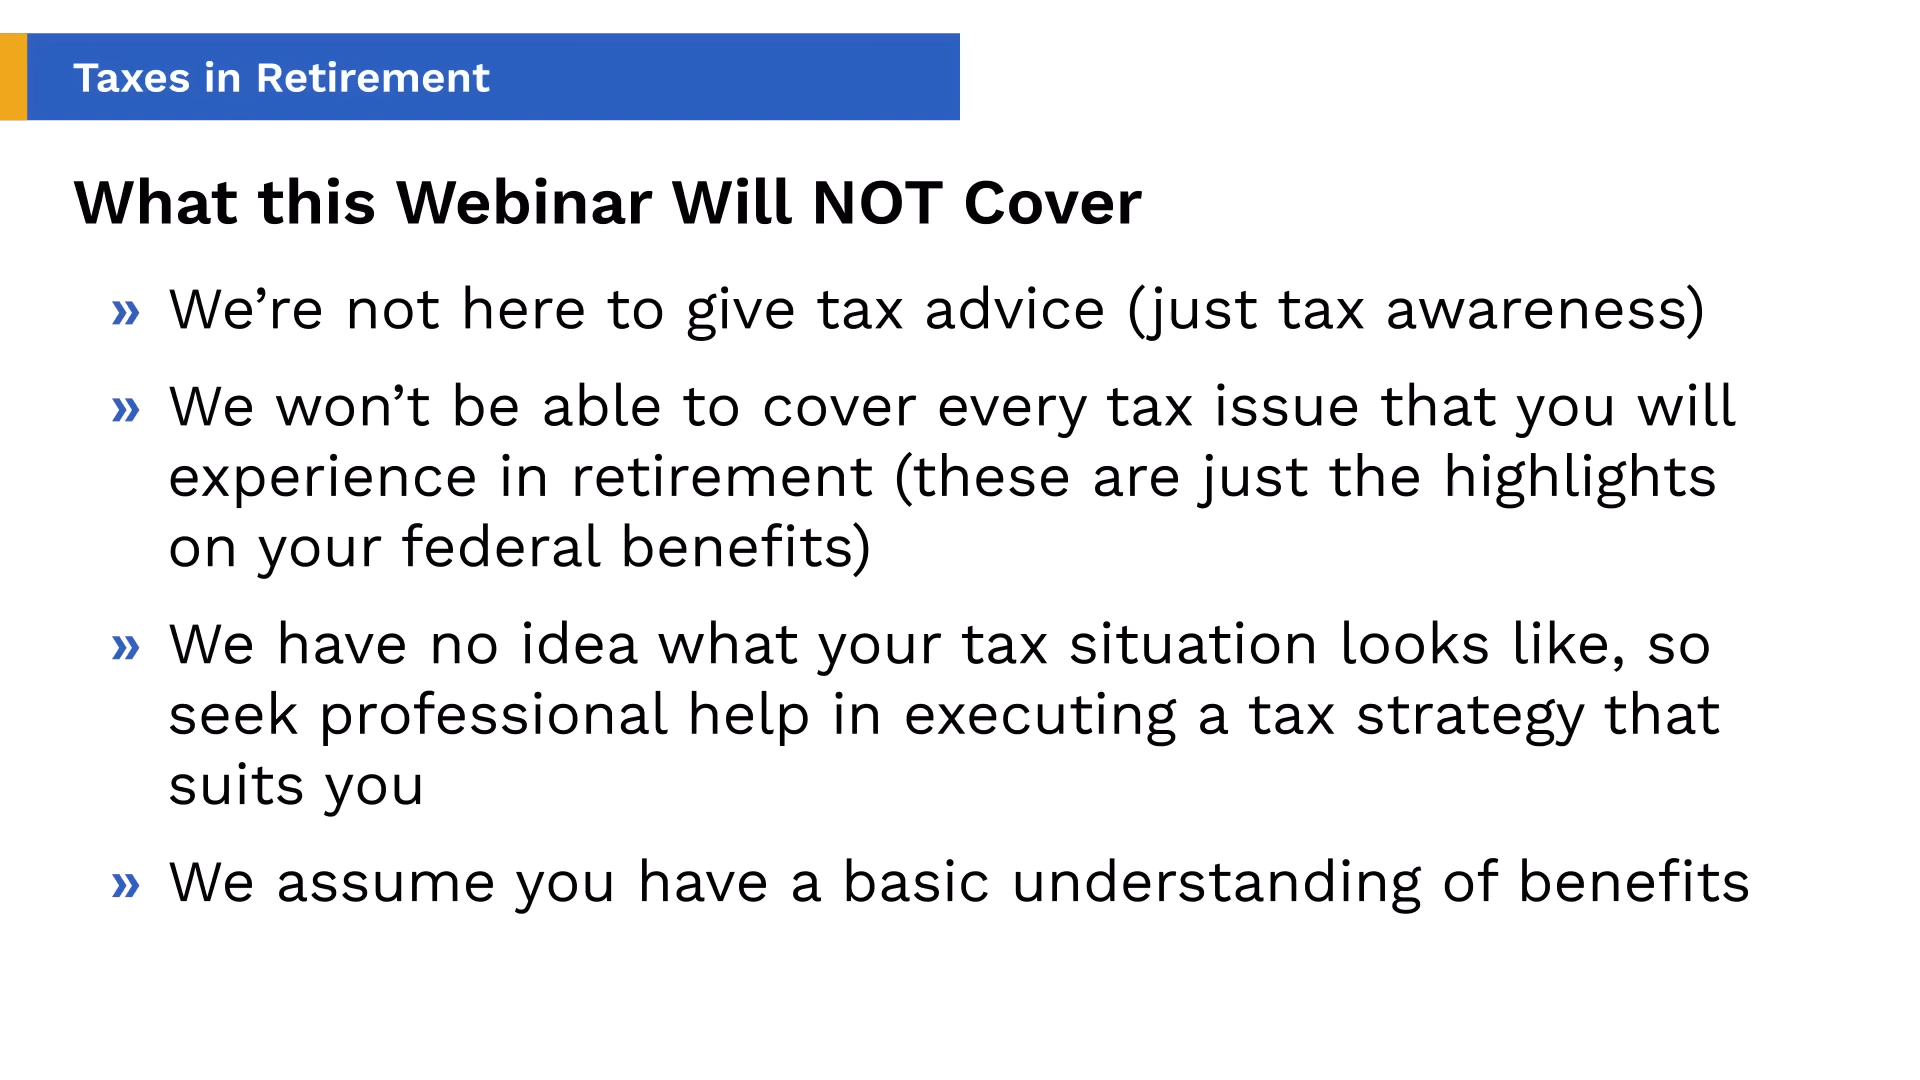 Taxes in Retirement
What this Webinar Will NOT Cover
» We’re not here to give tax advice (just tax awareness)
» We won’t be able to cover every tax issue that you will
experience in retirement (these are just the highlights
on your federal benefits)
» We have no idea what your tax situation looks like, so
seek professional help in executing a tax strategy that
suits you
» We assume you have a basic understanding of benefits